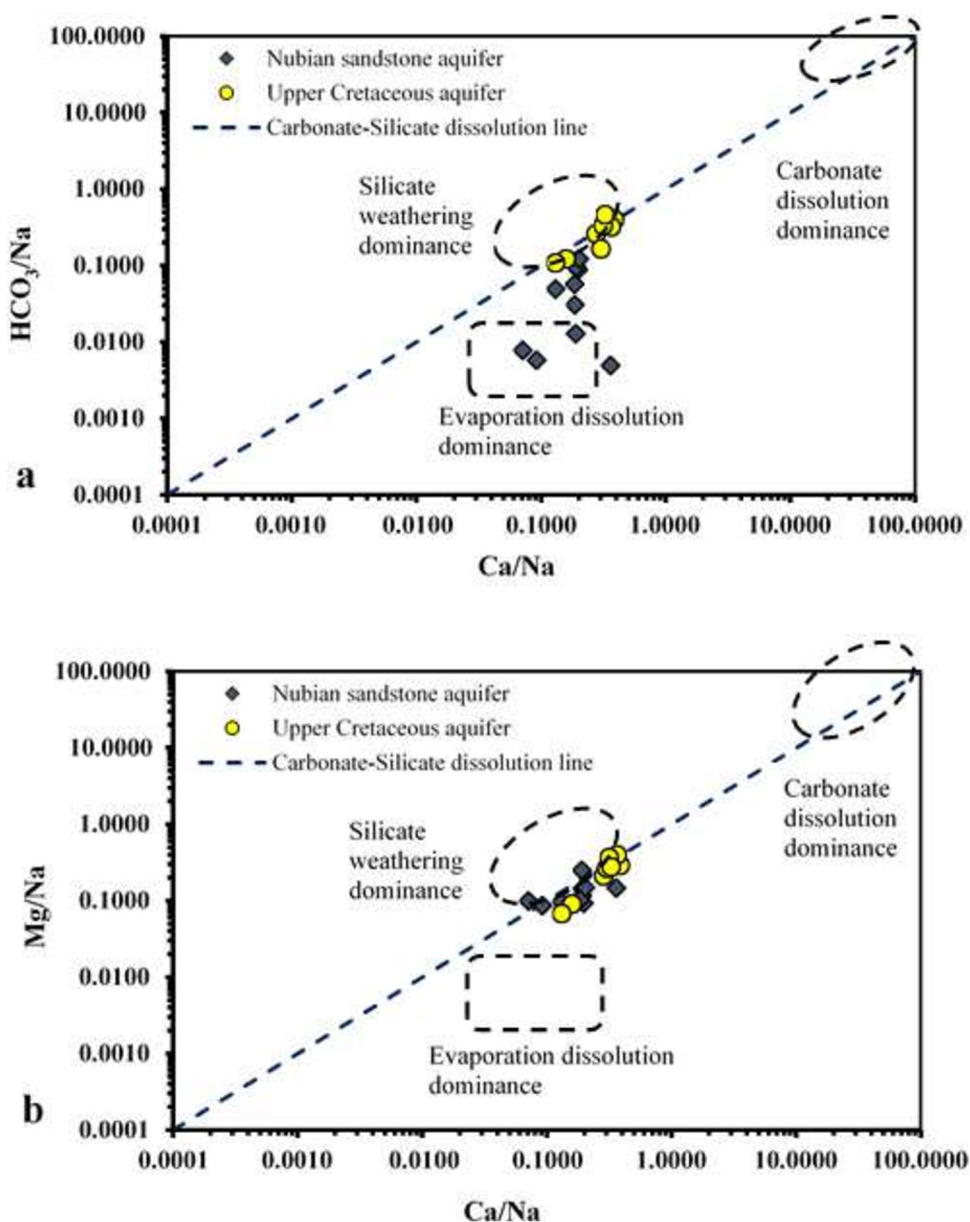 100.0000
10.0000
1.0000
0.1000
0.0100
0.0010
0.0001
HCO₃/Na
Nubian sandstone aquifer
Upper Cretaceous aquifer
Carbonate-Silicate dissolution line
Silicate
weathering
dominance
Carbonate
dissolution
dominance
Evaporation dissolution
dominance
a
0.0001 0.0010 0.0100 0.1000 1.0000 10.0000 100.0000
Ca/Na
100.0000
10.0000
1.0000
0.1000
0.0100
0.0010
0.0001
Mg/Na
Nubian sandstone aquifer
Upper Cretaceous aquifer
Carbonate-Silicate dissolution line
Silicate
weathering
dominance
Carbonate
dissolution
dominance
Evaporation dissolution
dominance
b
0.0001 0.0010 0.0100 0.1000 1.0000 10.0000 100.0000
Ca/Na